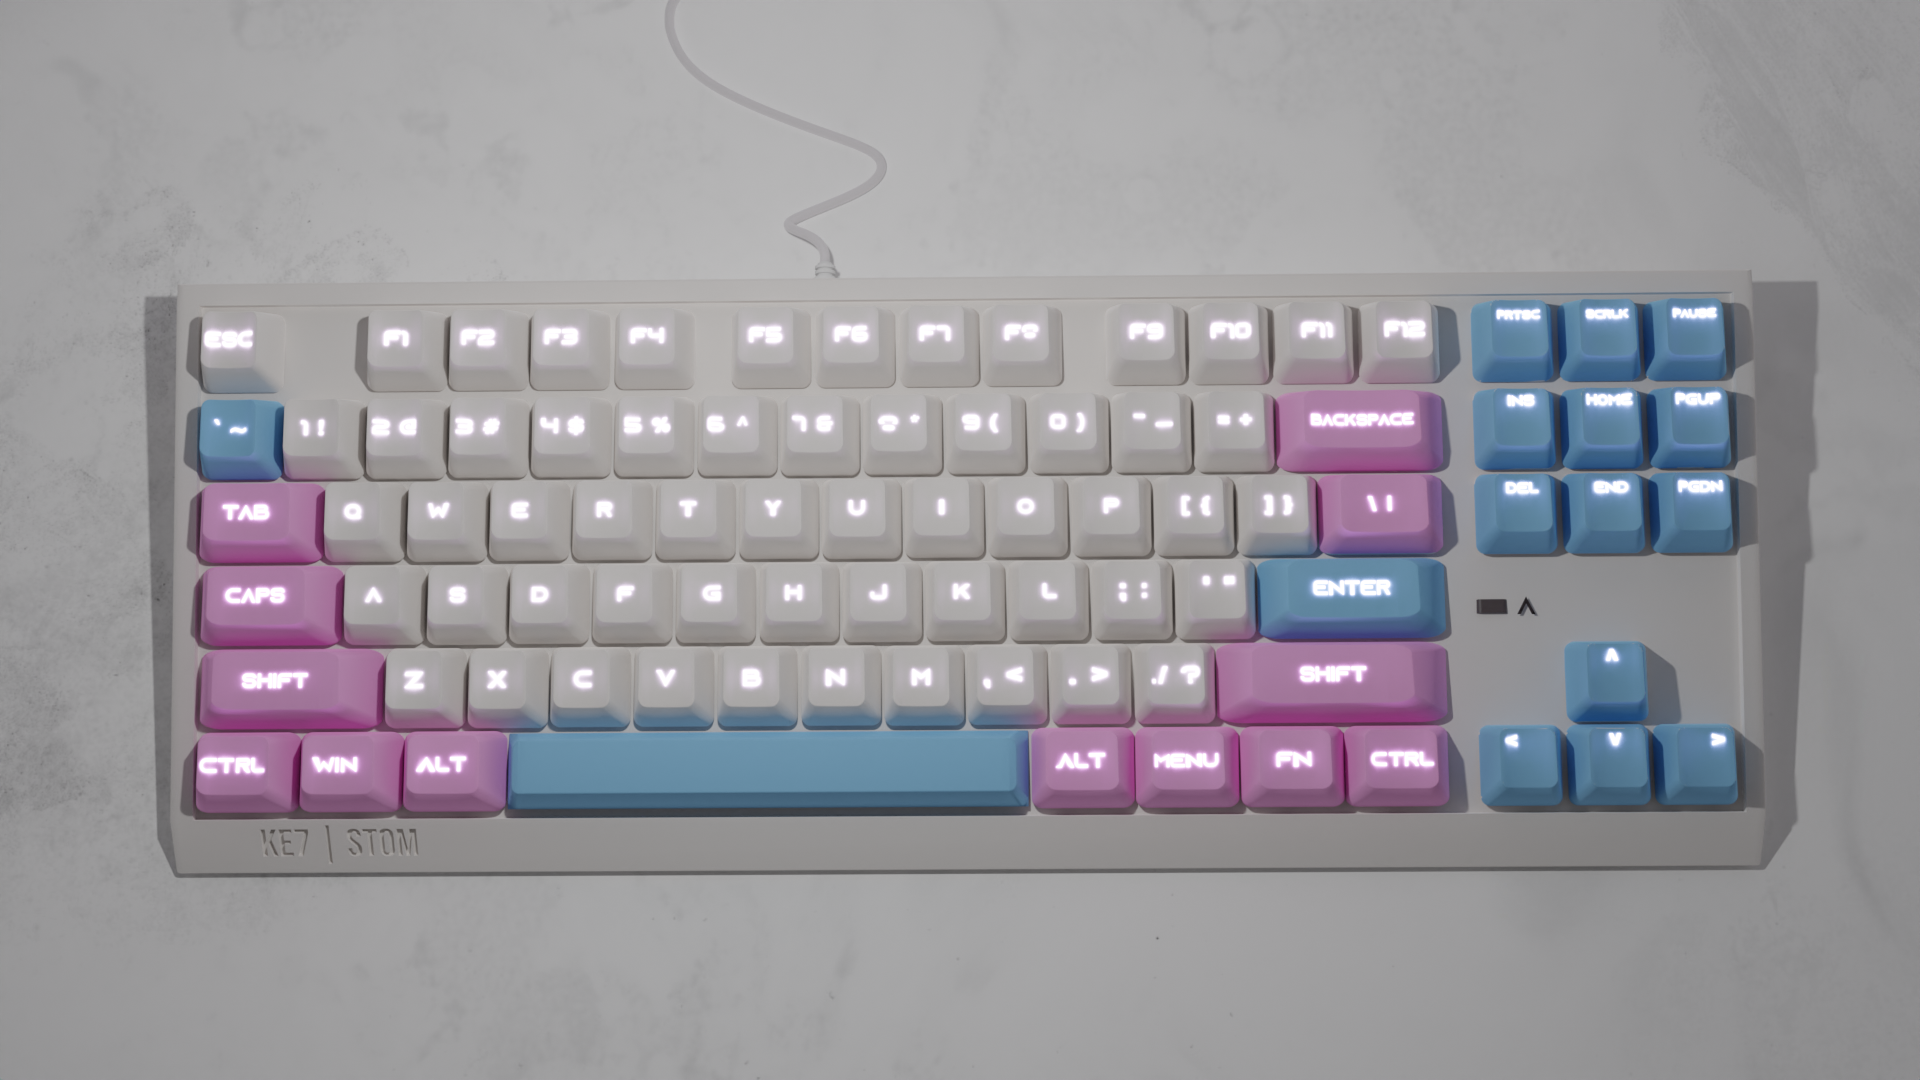 ESC F1 F2 F3 F4 F5 F6 F7 F8 F9 F10 F11 F12 PRTSC SCRLK PAUSE
` ~ 1 ! 2 @ 3 # 4 $ 5 % 6 ^ 7 & 8 * 9 ( 0 ) - _ = + BACKSPACE INS HOME PGUP
TAB Q W E R T Y U I O P [ { ] } \ | DEL END PGDN
CAPS A S D F G H J K L ; : ' " ENTER
SHIFT Z X C V B N M , < . > / ? SHIFT ^
CTRL WIN ALT ALT MENU FN CTRL < V >
KE7 | STOM